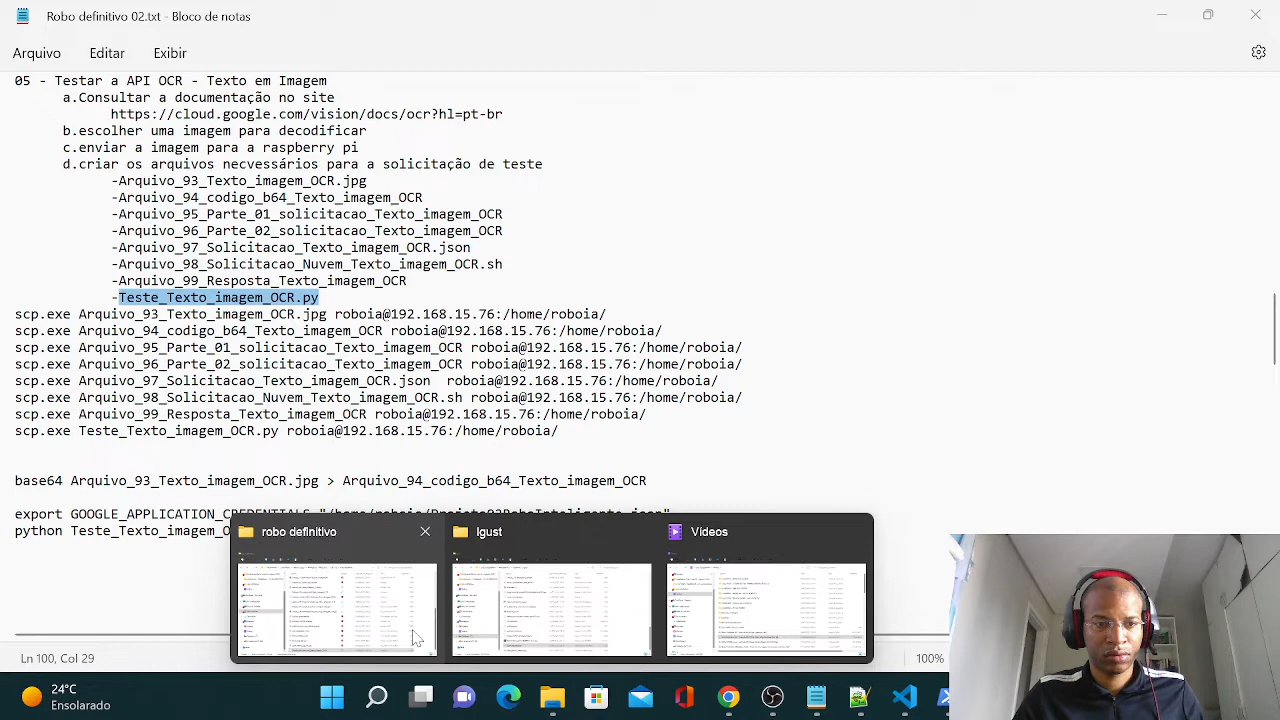 Robo definitivo 02.txt - Bloco de notas
Arquivo Editar Exibir
05 - Testar a API OCR - Texto em Imagem
a.Consultar a documentação no site
https://cloud.google.com/vision/docs/ocr?hl=pt-br
b.escolher uma imagem para decodificar
c.enviar a imagem para a raspberry pi
d.criar os arquivos necvessários para a solicitação de teste
-Arquivo_93_Texto_imagem_OCR.jpg
-Arquivo_94_codigo_b64_Texto_imagem_OCR
-Arquivo_95_Parte_01_solicitacao_Texto_imagem_OCR
-Arquivo_96_Parte_02_solicitacao_Texto_imagem_OCR
-Arquivo_97_Solicitacao_Texto_imagem_OCR.json
-Arquivo_98_Solicitacao_Nuvem_Texto_imagem_OCR.sh
-Arquivo_99_Resposta_Texto_imagem_OCR
-Teste_Texto_imagem_OCR.py
scp.exe Arquivo_93_Texto_imagem_OCR.jpg roboia@192.168.15.76:/home/roboia/
scp.exe Arquivo_94_codigo_b64_Texto_imagem_OCR roboia@192.168.15.76:/home/roboia/
scp.exe Arquivo_95_Parte_01_solicitacao_Texto_imagem_OCR roboia@192.168.15.76:/home/roboia/
scp.exe Arquivo_96_Parte_02_solicitacao_Texto_imagem_OCR roboia@192.168.15.76:/home/roboia/
scp.exe Arquivo_97_Solicitacao_Texto_imagem_OCR.json  roboia@192.168.15.76:/home/roboia/
scp.exe Arquivo_98_Solicitacao_Nuvem_Texto_imagem_OCR.sh roboia@192.168.15.76:/home/roboia/
scp.exe Arquivo_99_Resposta_Texto_imagem_OCR roboia@192.168.15.76:/home/roboia/
scp.exe Teste_Texto_imagem_OCR.py roboia@192.168.15.76:/home/roboia/
base64 Arquivo_93_Texto_imagem_OCR.jpg > Arquivo_94_codigo_b64_Texto_imagem_OCR
export GOOGLE_APPLICATION_CREDENTIALS="/home/roboia/Projeto02RoboInteligente.json"
python Teste_Texto_imagem_O
robo definitivo
lgust
Vídeos
100%
24°C
Ensolarado